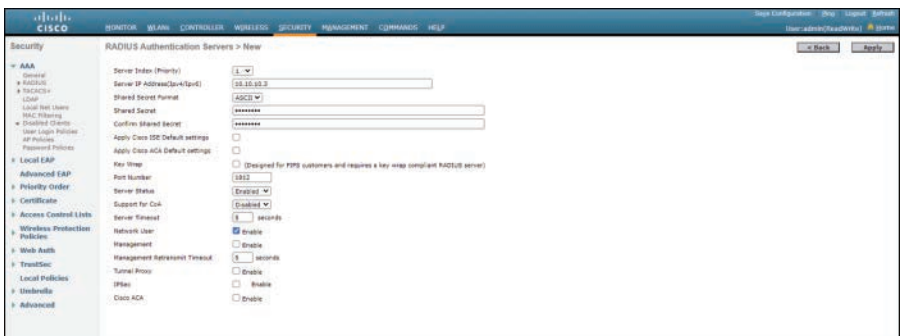 Save Configuration Ping Logout Refresh
CISCO
MONITOR WLANs CONTROLLER WIRELESS SECURITY MANAGEMENT COMMANDS HELP
User:admin(ReadWrite) Home
Security
RADIUS Authentication Servers > New
< Back
Apply
AAA
General
RADIUS
TACACS+
LDAP
Local Net Users
MAC Filtering
Disabled Clients
User Login Policies
AP Policies
Password Policies
Local EAP
Advanced EAP
Priority Order
Certificate
Access Control Lists
Wireless Protection Policies
Web Auth
TrustSec
Local Policies
Umbrella
Advanced
Server Index (Priority) 1
Server IP Address(Ipv4/Ipv6) 10.10.10.3
Shared Secret Format ASCII
Shared Secret ••••••••
Confirm Shared Secret ••••••••
Apply Cisco ISE Default settings
Apply Cisco ACA Default settings
Key Wrap (Designed for FIPS customers and requires a key wrap compliant RADIUS server)
Port Number 1812
Server Status Enabled
Support for CoA Disabled
Server Timeout 5 seconds
Network User Enable
Management Enable
Management Retransmit Timeout 5 seconds
Tunnel Proxy Enable
IPSec Enable
Cisco ACA Enable